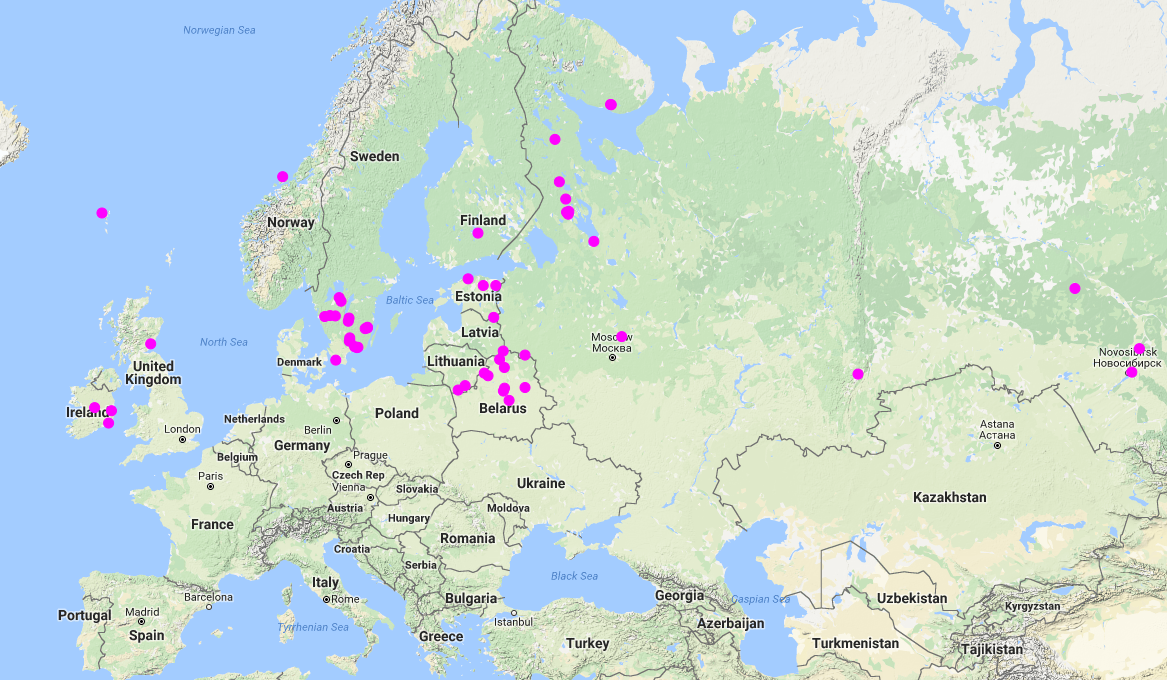 Norwegian Sea
Sweden
Norway
Finland
Estonia
Baltic Sea
Latvia
North Sea
Moscow
Москва
Denmark
Lithuania
United
Kingdom
Novosibirsk
Новосибирск
Ireland
Belarus
Netherlands
Poland
London
Berlin
Germany
Astana
Астана
Belgium
Prague
Paris
Czech Rep
Vienna
Slovakia
Ukraine
Kazakhstan
Austria
Moldova
Hungary
France
Romania
Croatia
Serbia
Black Sea
Italy
Georgia
Barcelona
Rome
Bulgaria
Caspian Sea
Uzbekistan
Kyrgyzstan
Portugal
Madrid
Istanbul
Azerbaijan
Tyrrhenian Sea
Spain
Greece
Turkey
Turkmenistan
Tajikistan